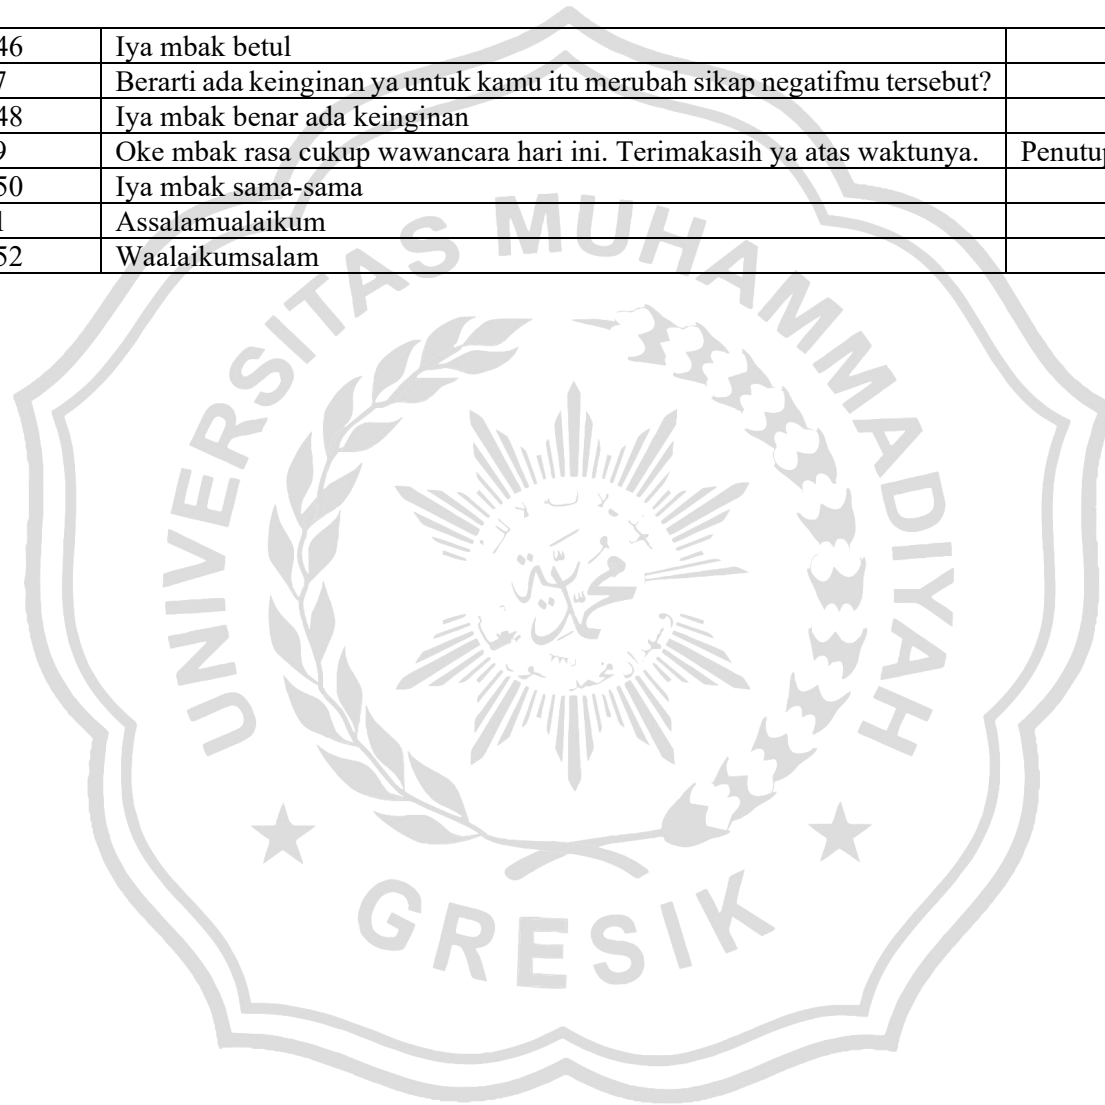 46 Iya mbak betul
7 Berarti ada keinginan ya untuk kamu itu merubah sikap negatifmu tersebut?
48 Iya mbak benar ada keinginan
9 Oke mbak rasa cukup wawancara hari ini. Terimakasih ya atas waktunya. Penutup
50 Iya mbak sama-sama
1 Assalamualaikum
52 Waalaikumsalam
UNIVERSITAS MUHAMMADIYAH
محمدية
GRESIK